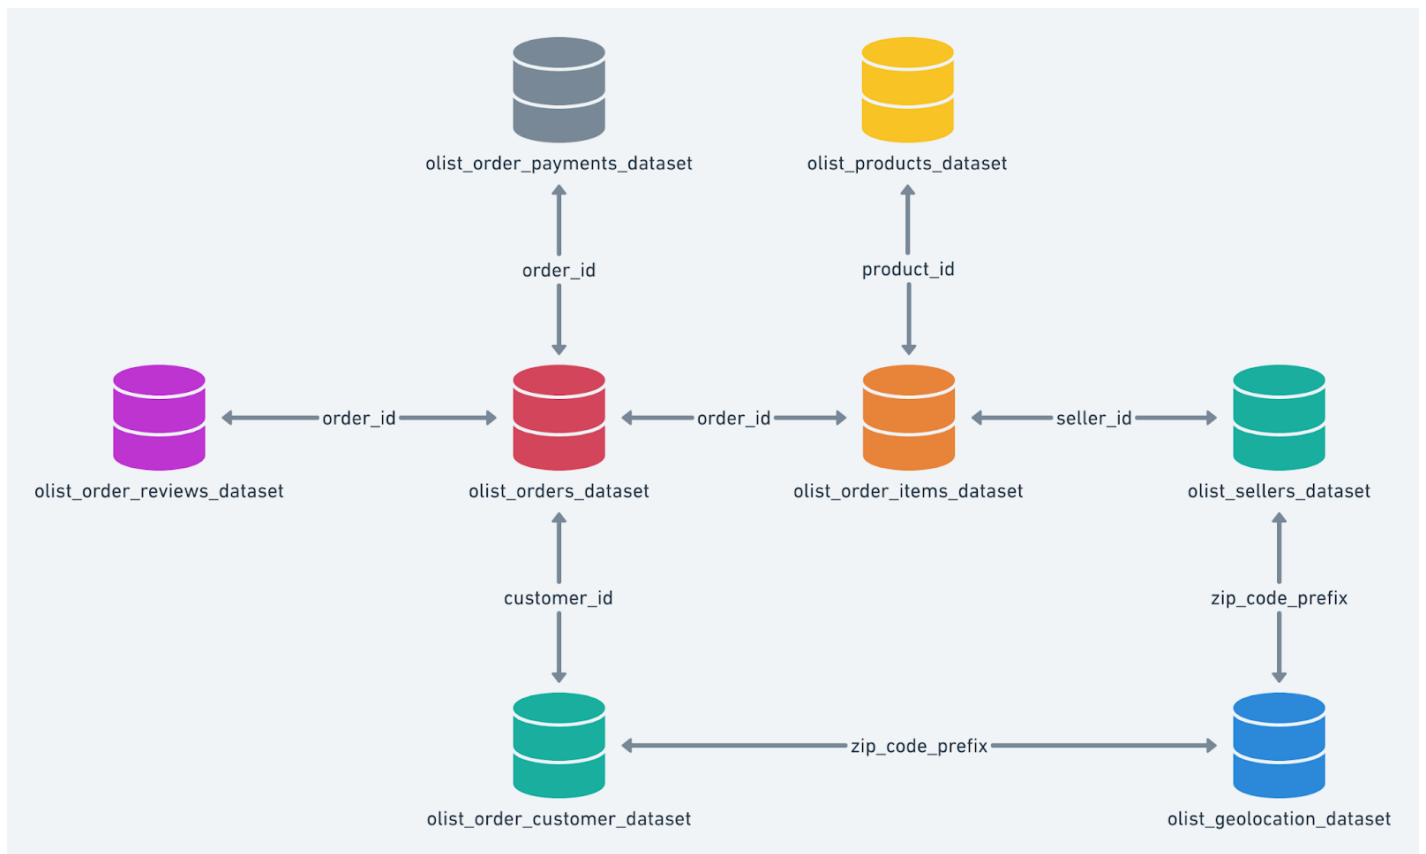 olist_order_payments_dataset
olist_products_dataset
order_id
product_id
order_id
order_id
seller_id
olist_order_reviews_dataset
olist_orders_dataset
olist_order_items_dataset
olist_sellers_dataset
customer_id
zip_code_prefix
zip_code_prefix
olist_order_customer_dataset
olist_geolocation_dataset